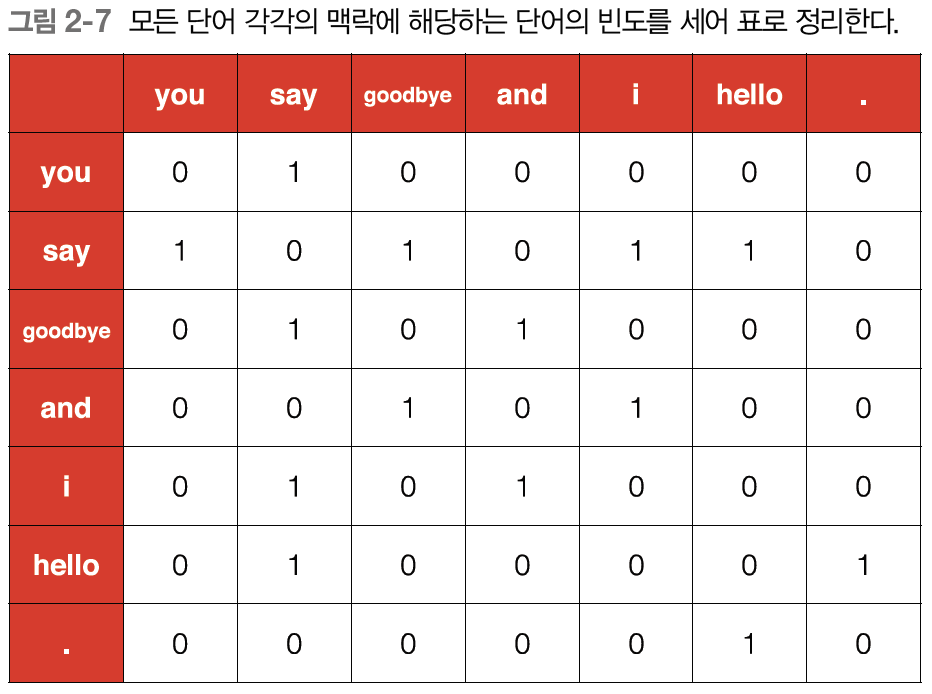 그림 2-7 모든 단어 각각의 맥락에 해당하는 단어의 빈도를 세어 표로 정리한다.
you say goodbye and i hello .
you 0 1 0 0 0 0 0
say 1 0 1 0 1 1 0
goodbye 0 1 0 1 0 0 0
and 0 0 1 0 1 0 0
i 0 1 0 1 0 0 0
hello 0 1 0 0 0 0 1
. 0 0 0 0 0 1 0